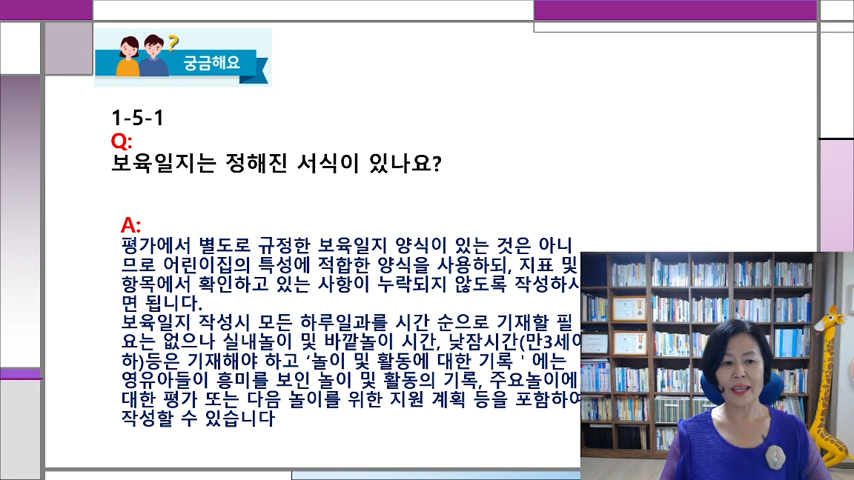 궁금해요
1-5-1
Q:
보육일지는 정해진 서식이 있나요?
A:
평가에서 별도로 규정한 보육일지 양식이 있는 것은 아니
므로 어린이집의 특성에 적합한 양식을 사용하되, 지표 및
항목에서 확인하고 있는 사항이 누락되지 않도록 작성하시
면 됩니다.
보육일지 작성시 모든 하루일과를 시간 순으로 기재할 필
요는 없으나 실내놀이 및 바깥놀이 시간, 낮잠시간(만3세이
하)등은 기재해야 하고 ‘놀이 및 활동에 대한 기록 ' 에는
영유아들이 흥미를 보인 놀이 및 활동의 기록, 주요놀이에
대한 평가 또는 다음 놀이를 위한 지원 계획 등을 포함하여
작성할 수 있습니다